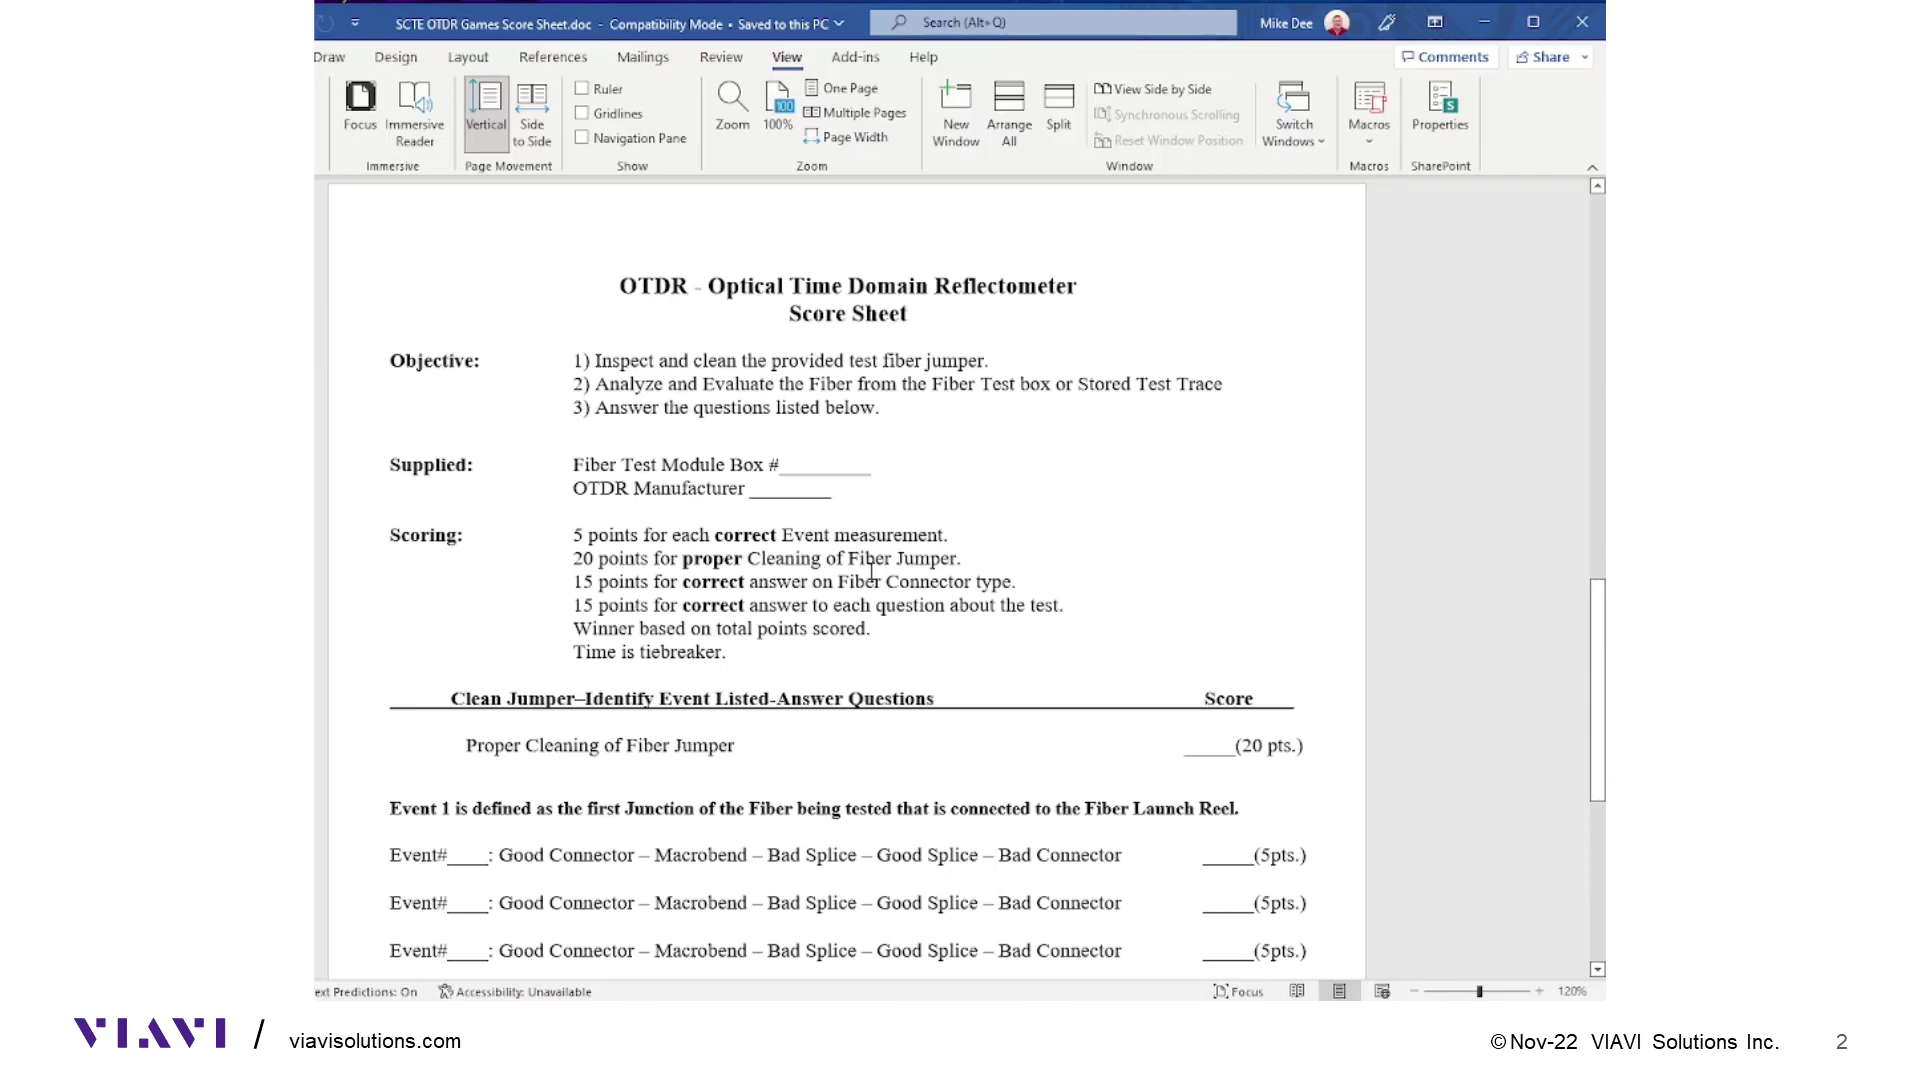 SCTE OTDR Games Score Sheet.doc - Compatibility Mode • Saved to this PC
Search (Alt+Q)
Mike Dee
Draw Design Layout References Mailings Review View Add-ins Help
Comments Share
Focus Immersive Reader
Immersive
Vertical Side to Side
Page Movement
Ruler
Gridlines
Navigation Pane
Show
Zoom 100%
One Page
Multiple Pages
Page Width
Zoom
New Window Arrange All Split
View Side by Side
Synchronous Scrolling
Reset Window Position
Switch Windows
Window
Macros
Macros
Properties
SharePoint
OTDR - Optical Time Domain Reflectometer
Score Sheet
Objective: 1) Inspect and clean the provided test fiber jumper.
2) Analyze and Evaluate the Fiber from the Fiber Test box or Stored Test Trace
3) Answer the questions listed below.
Supplied: Fiber Test Module Box #_________
OTDR Manufacturer ________
Scoring: 5 points for each correct Event measurement.
20 points for proper Cleaning of Fiber Jumper.
15 points for correct answer on Fiber Connector type.
15 points for correct answer to each question about the test.
Winner based on total points scored.
Time is tiebreaker.
Clean Jumper–Identify Event Listed-Answer Questions Score
Proper Cleaning of Fiber Jumper _____(20 pts.)
Event 1 is defined as the first Junction of the Fiber being tested that is connected to the Fiber Launch Reel.
Event#____: Good Connector – Macrobend – Bad Splice – Good Splice – Bad Connector _____(5pts.)
Event#____: Good Connector – Macrobend – Bad Splice – Good Splice – Bad Connector _____(5pts.)
Event#____: Good Connector – Macrobend – Bad Splice – Good Splice – Bad Connector _____(5pts.)
ext Predictions: On Accessibility: Unavailable Focus 120%
VIAVI / viavisolutions.com
© Nov-22 VIAVI Solutions Inc. 2